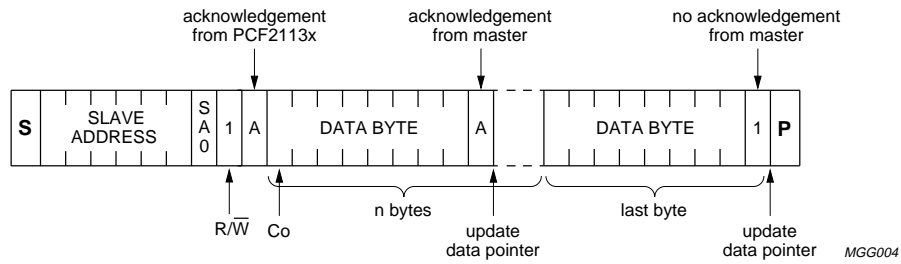 acknowledgement
from PCF2113x
acknowledgement
from master
no acknowledgement
from master
S
SLAVE
ADDRESS
S
A
0
1
A
DATA BYTE
A
DATA BYTE
1
P
n bytes
last byte
R/W̅
Co
update
data pointer
update
data pointer
MGG004